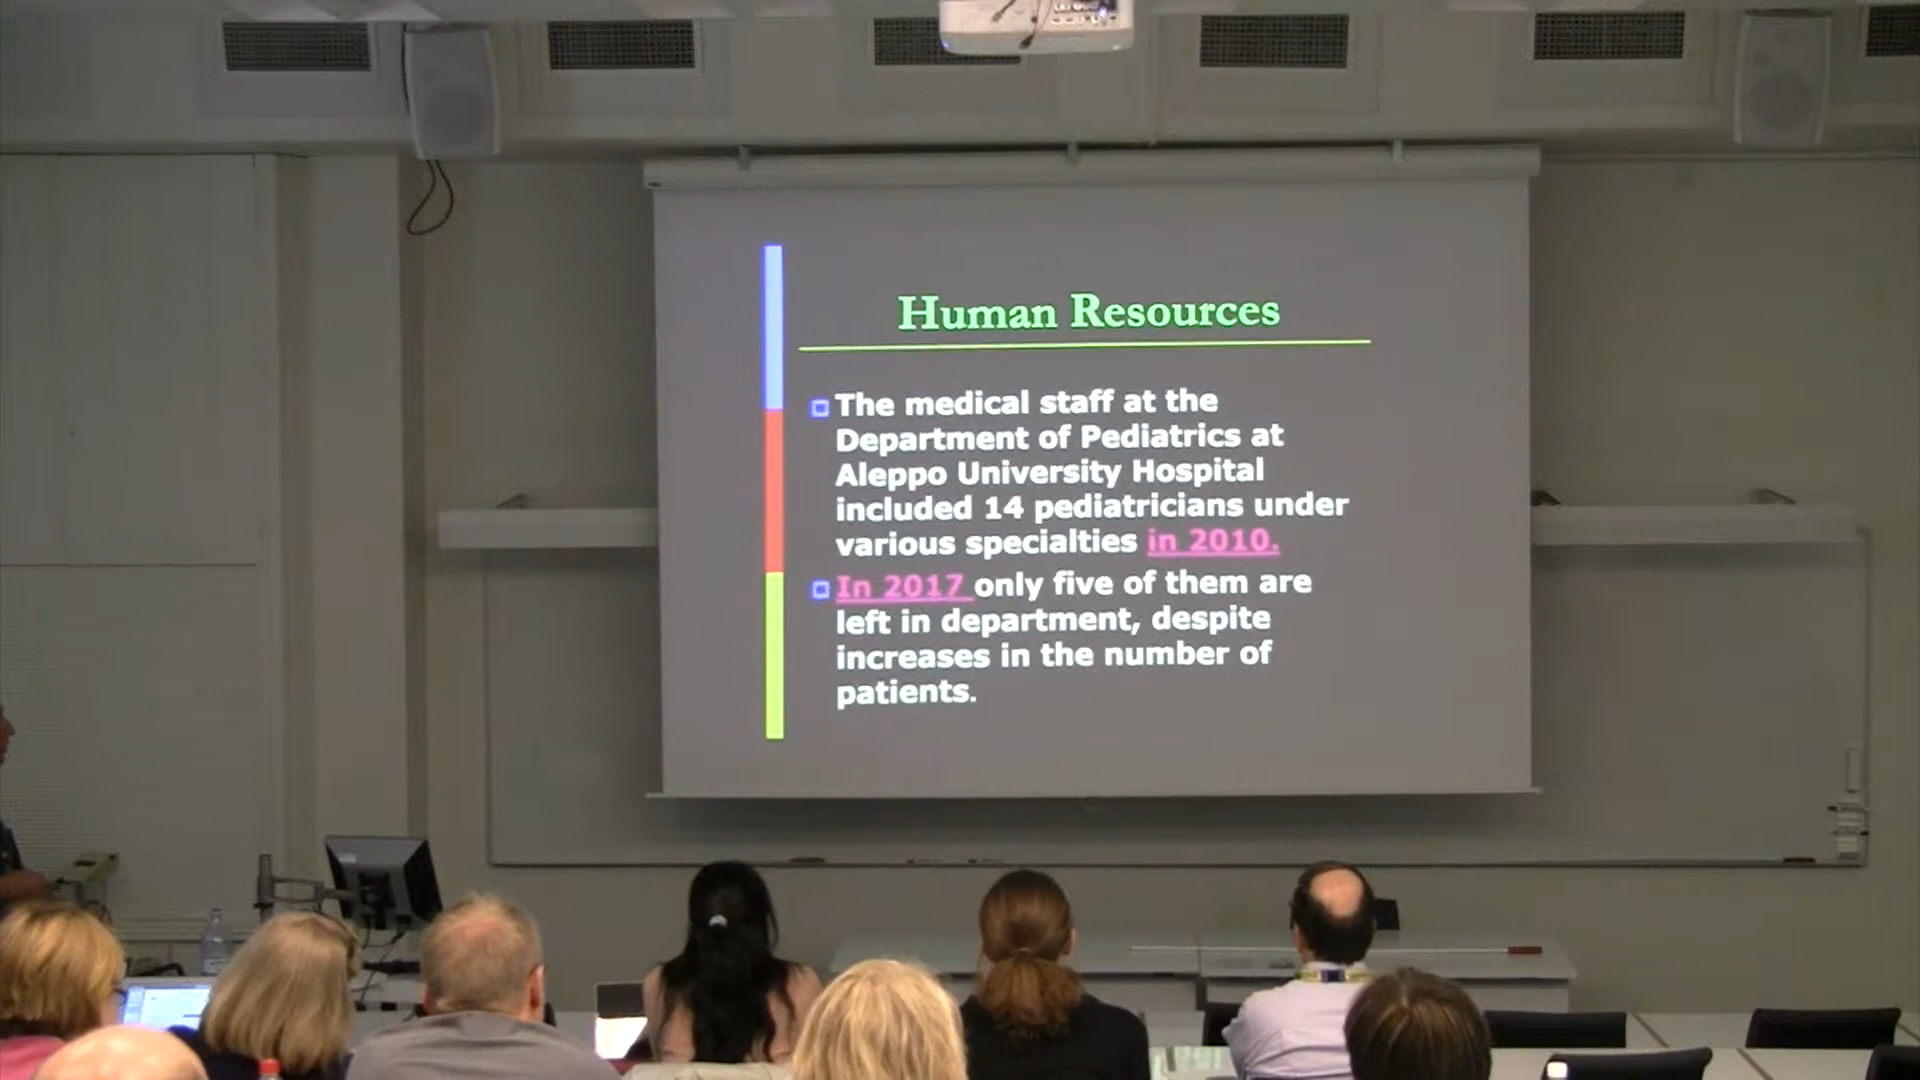 Human Resources
The medical staff at the
Department of Pediatrics at
Aleppo University Hospital
included 14 pediatricians under
various specialties in 2010.
In 2017 only five of them are
left in department, despite
increases in the number of
patients.